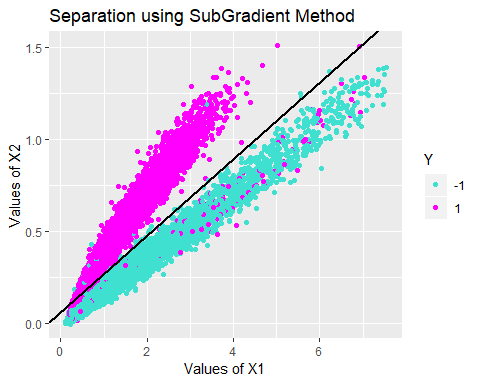 Separation using SubGradient Method
1.5
1.0
0.5
0.0
Values of X2
0
2
4
6
Values of X1
Y
-1
1